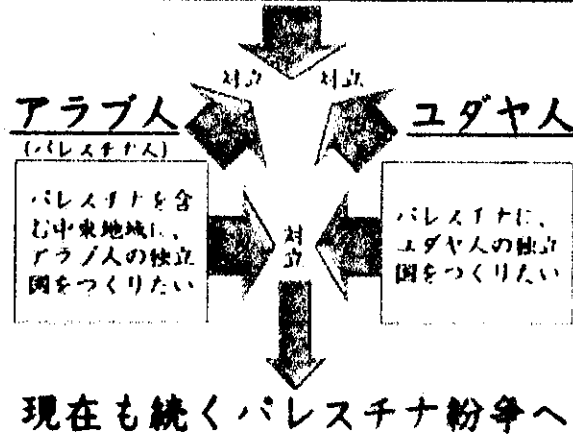 対立
対立
アラブ人
(パレスチナ人)
ユダヤ人
パレスチナを含
む中東地域に、
アラブ人の独立
国をつくりたい
対立
パレスチナに、
ユダヤ人の独立
国をつくりたい
現在も続くパレスチナ紛争へ